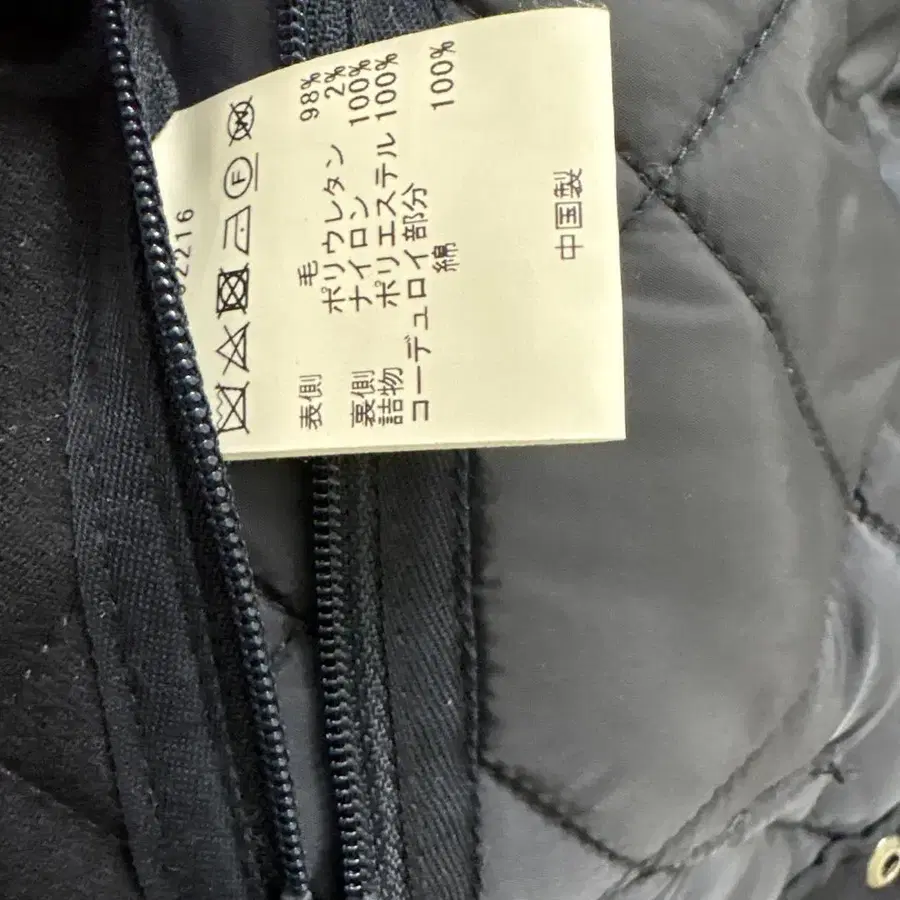 2216
F W
表側 毛 98%
ポリウレタン 2%
裏側 ナイロン 100%
詰物 ポリエステル 100%
コーデュロイ部分
綿 100%
中国製